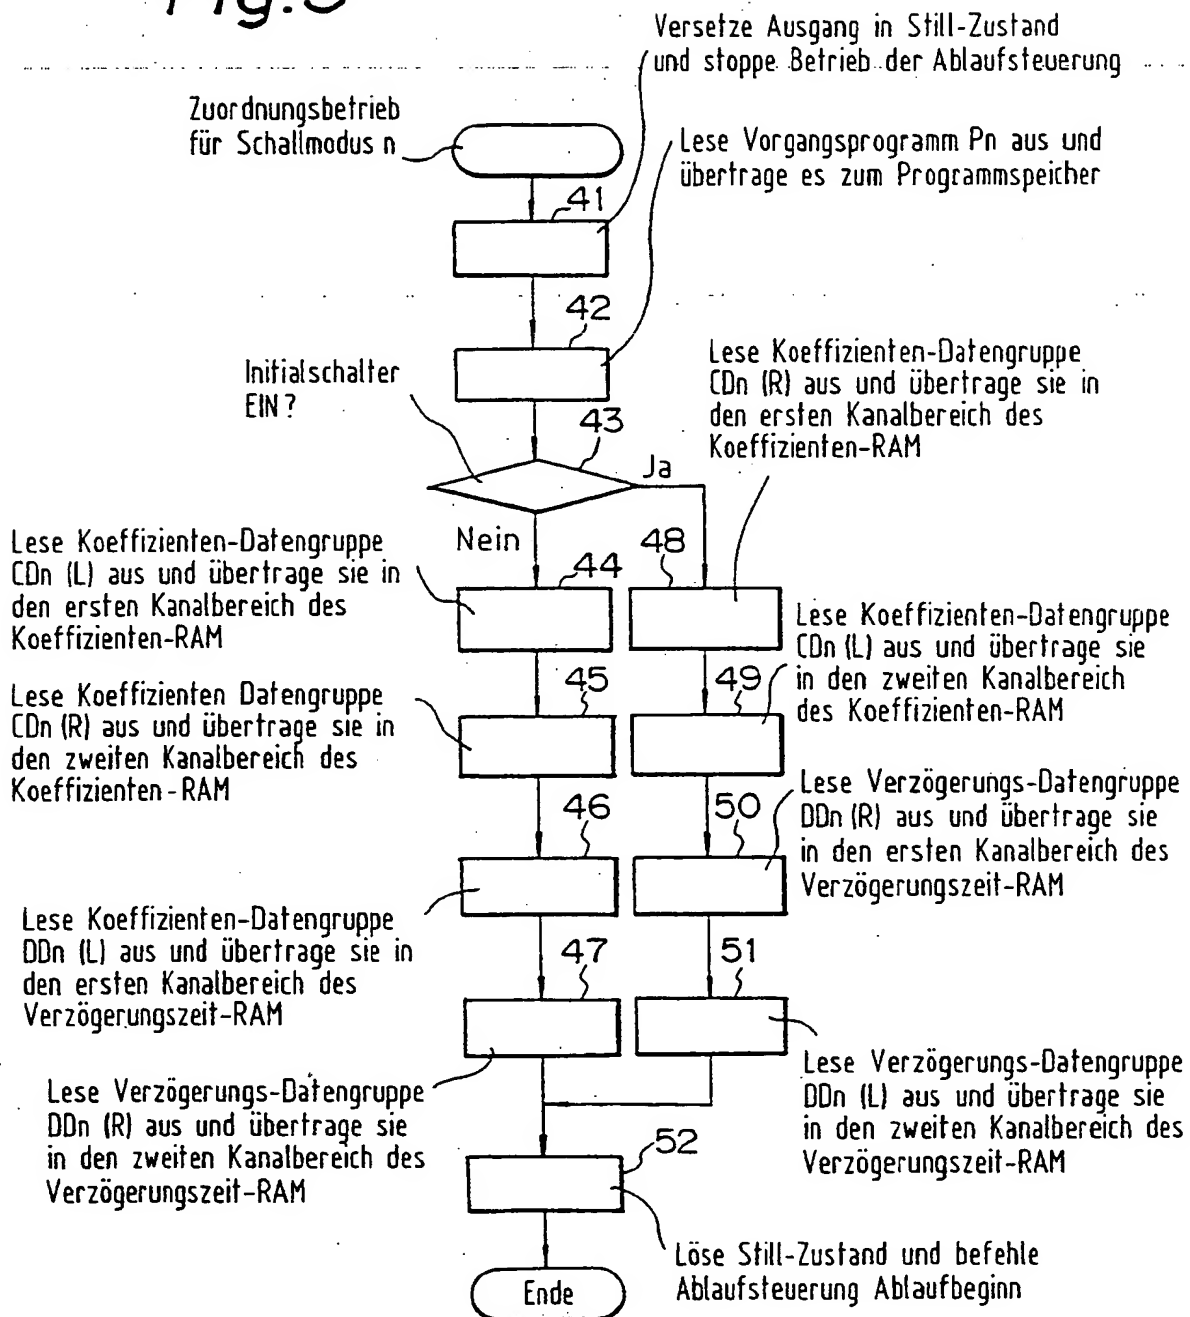 Versetze Ausgang in Still-Zustand
und stoppe Betrieb der Ablaufsteuerung
Zuordnungsbetrieb
für Schallmodus n
Lese Vorgangsprogramm Pn aus und
übertrage es zum Programmspeicher
41
42
Initialschalter
EIN?
43
Lese Koeffizienten-Datengruppe
CDn (R) aus und übertrage sie in
den ersten Kanalbereich des
Koeffizienten-RAM
Ja
Nein
48
Lese Koeffizienten-Datengruppe
CDn (L) aus und übertrage sie in
den ersten Kanalbereich des
Koeffizienten-RAM
44
Lese Koeffizienten-Datengruppe
CDn (L) aus und übertrage sie
in den zweiten Kanalbereich
des Koeffizienten-RAM
45
49
Lese Koeffizienten Datengruppe
CDn (R) aus und übertrage sie in
den zweiten Kanalbereich des
Koeffizienten-RAM
Lese Verzögerungs-Datengruppe
DDn (R) aus und übertrage sie
in den ersten Kanalbereich des
Verzögerungszeit-RAM
46
50
Lese Koeffizienten-Datengruppe
DDn (L) aus und übertrage sie in
den ersten Kanalbereich des
Verzögerungszeit-RAM
47
51
Lese Verzögerungs-Datengruppe
DDn (R) aus und übertrage sie
in den zweiten Kanalbereich des
Verzögerungszeit-RAM
Lese Verzögerungs-Datengruppe
DDn (L) aus und übertrage sie
in den zweiten Kanalbereich des
Verzögerungszeit-RAM
52
Löse Still-Zustand und befehle
Ablaufsteuerung Ablaufbeginn
Ende